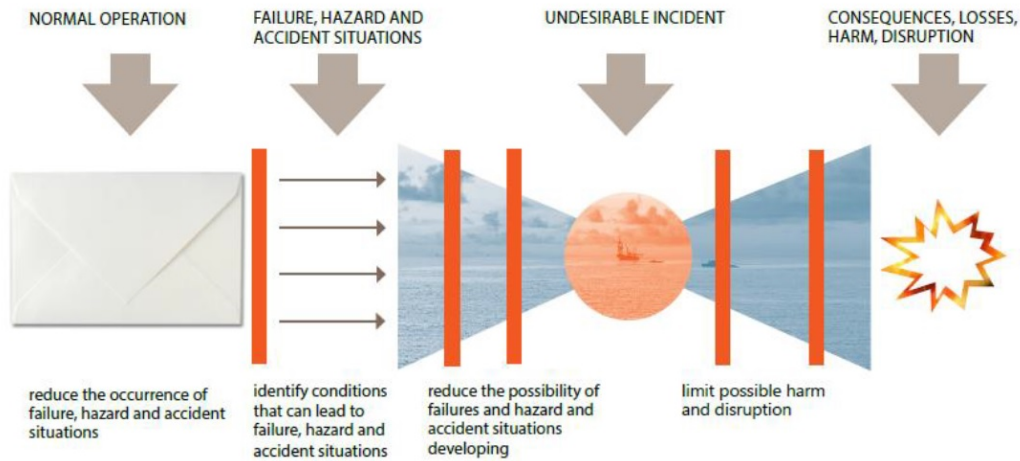 NORMAL OPERATION
FAILURE, HAZARD AND
ACCIDENT SITUATIONS
UNDESIRABLE INCIDENT
CONSEQUENCES, LOSSES,
HARM, DISRUPTION
reduce the occurrence of
failure, hazard and accident
situations
identify conditions
that can lead to
failure, hazard and
accident situations
reduce the possibility of
failures and hazard and
accident situations
developing
limit possible harm
and disruption